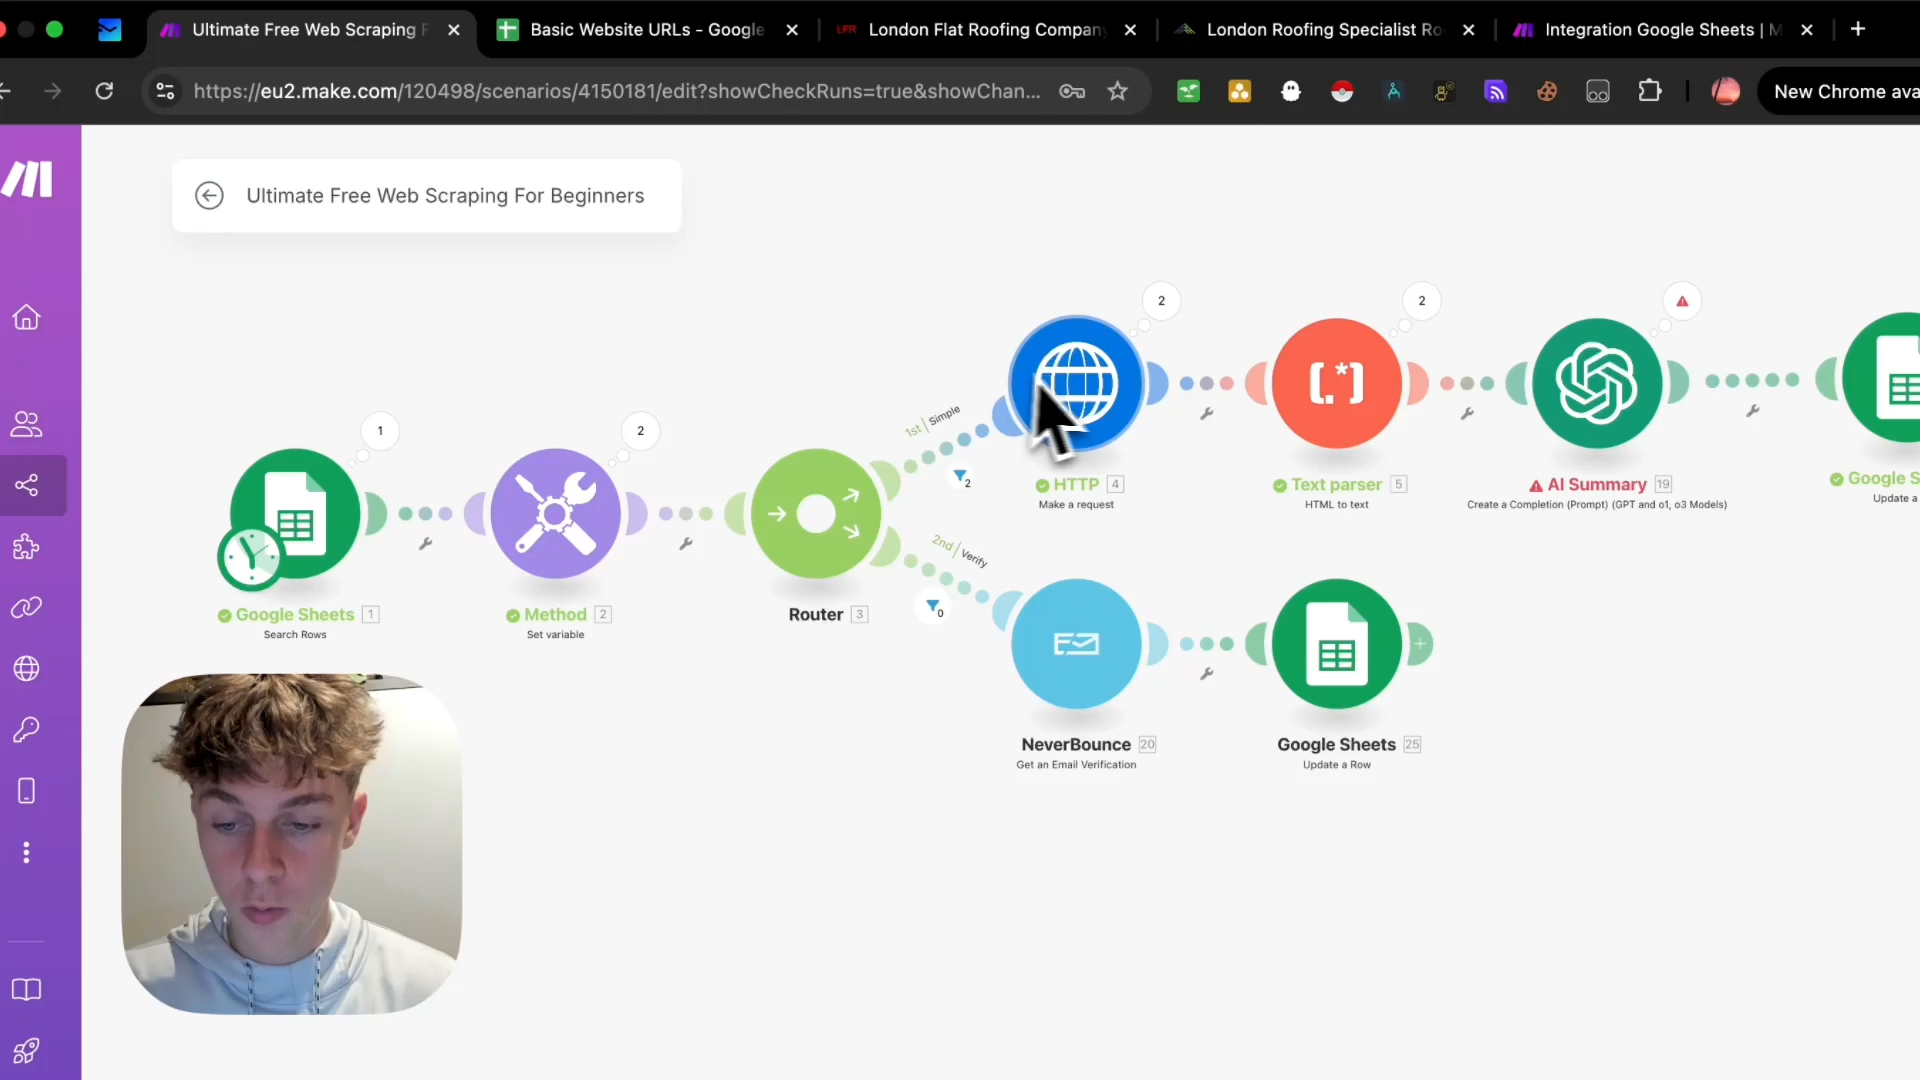 Ultimate Free Web Scraping F
Basic Website URLs - Google
London Flat Roofing Company
London Roofing Specialist Ro
Integration Google Sheets | M
https://eu2.make.com/120498/scenarios/4150181/edit?showCheckRuns=true&showChan...
New Chrome ava
Ultimate Free Web Scraping For Beginners
2
2
1st | Simple
1
2
2
HTTP 4
Make a request
Text parser 5
HTML to text
AI Summary 19
Create a Completion (Prompt) (GPT and o1, o3 Models)
Google S
Update a
2nd | Verify
0
Google Sheets 1
Search Rows
Method 2
Set variable
Router 3
NeverBounce 20
Get an Email Verification
Google Sheets 25
Update a Row